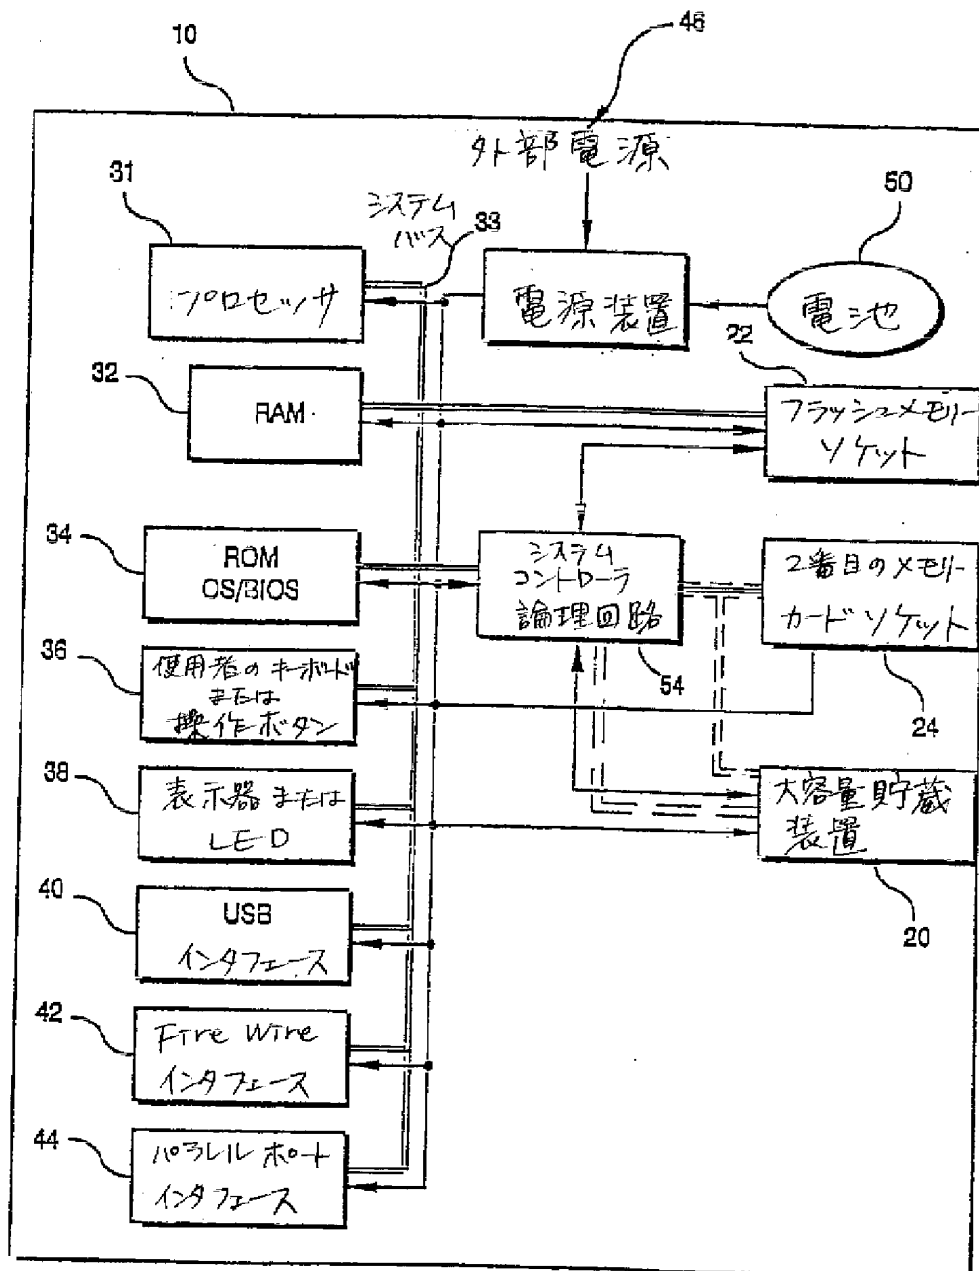 10
46
外部電源
31
システム
バス
33
50
プロセッサ
電源装置
電池
32
22
RAM
フラッシュメモリー
ソケット
34
ROM
OS/BIOS
システム
コントローラ
論理回路
2番目のメモリー
カードソケット
36
使用者のキーボード
または
操作ボタン
54
24
38
表示器または
LED
大容量貯蔵
装置
40
USB
インタフェース
20
42
Fire Wire
インタフェース
44
パラレルポート
インタフェース